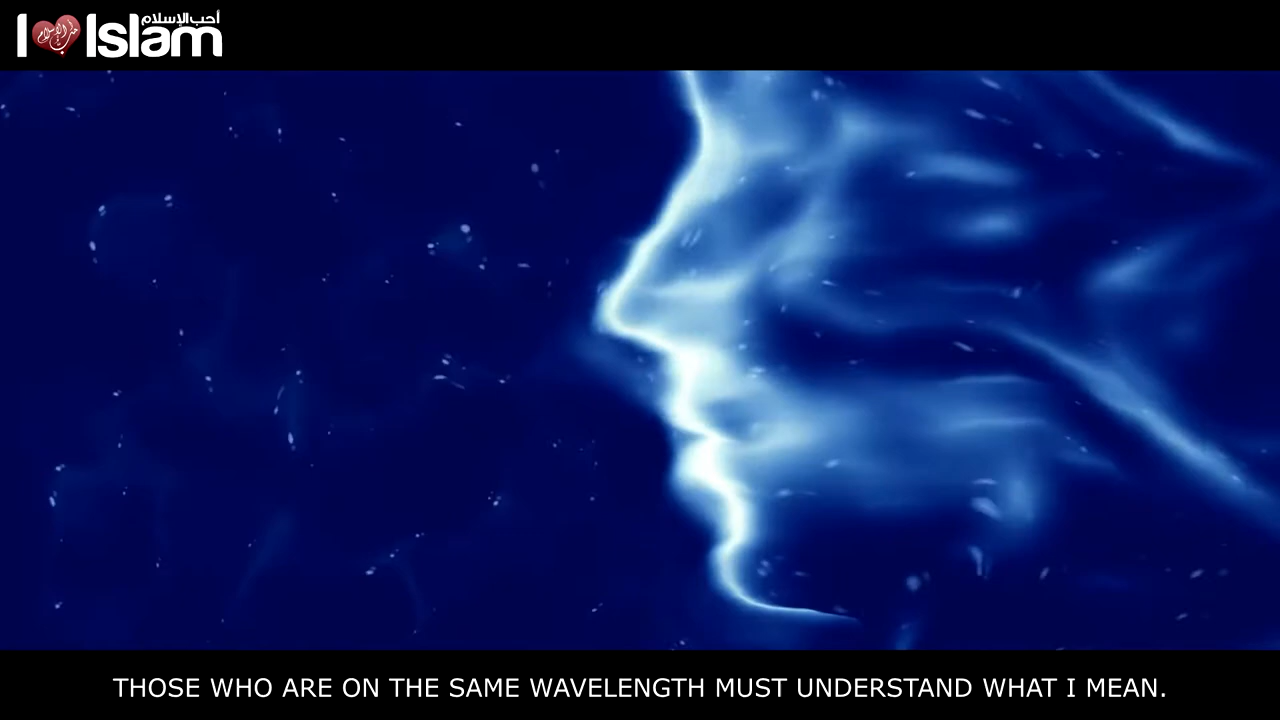 أحب الإسلام
I Islam
THOSE WHO ARE ON THE SAME WAVELENGTH MUST UNDERSTAND WHAT I MEAN.